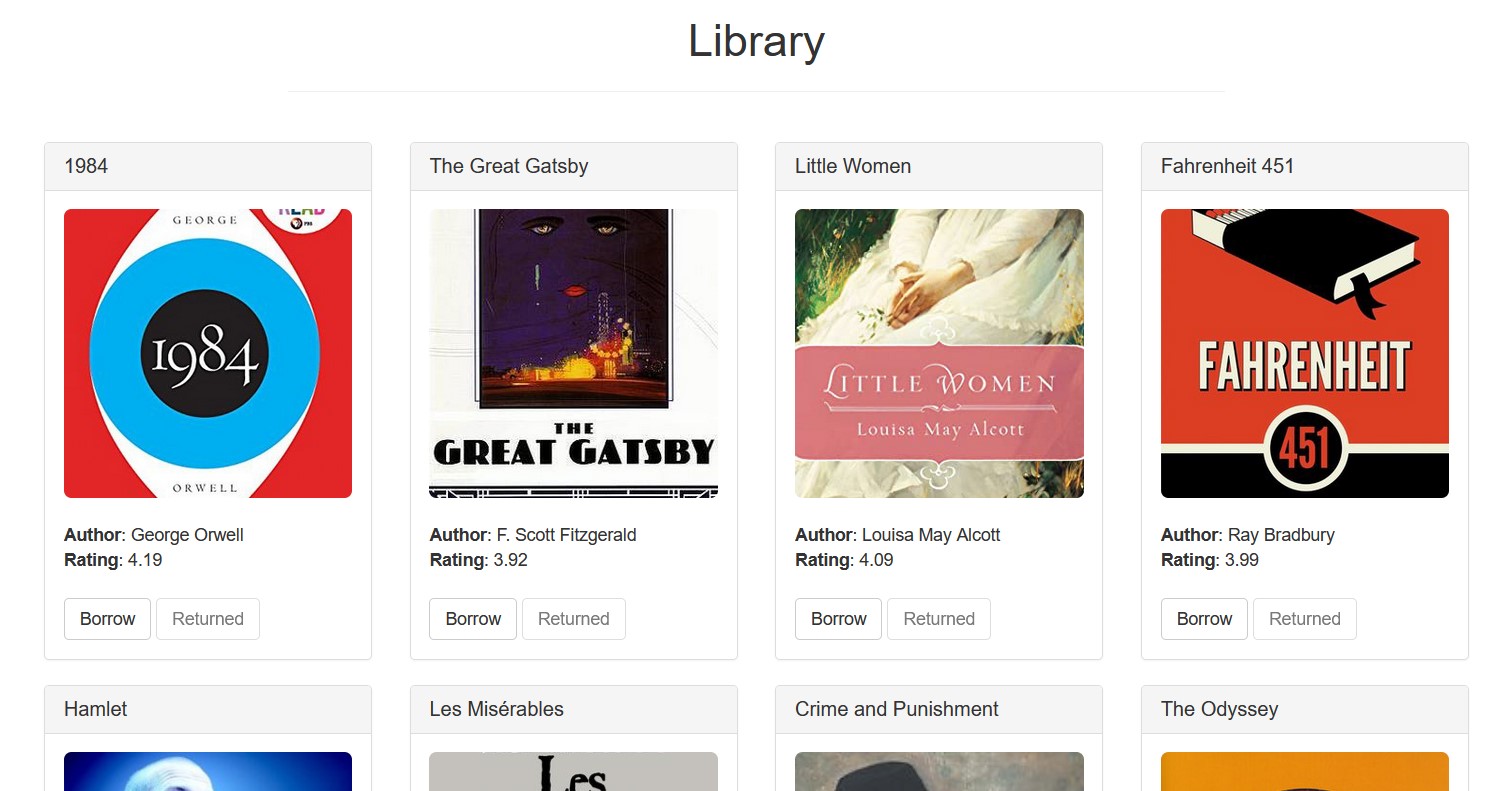 Library
1984
The Great Gatsby
Little Women
Fahrenheit 451
GEORGE
READ
PBS
1984
ORWELL
THE
GREAT GATSBY
LITTLE WOMEN
Louisa May Alcott
FAHRENHEIT
451
Author: George Orwell
Rating: 4.19
Author: F. Scott Fitzgerald
Rating: 3.92
Author: Louisa May Alcott
Rating: 4.09
Author: Ray Bradbury
Rating: 3.99
Borrow Returned
Borrow Returned
Borrow Returned
Borrow Returned
Hamlet
Les Misérables
Crime and Punishment
The Odyssey
Les